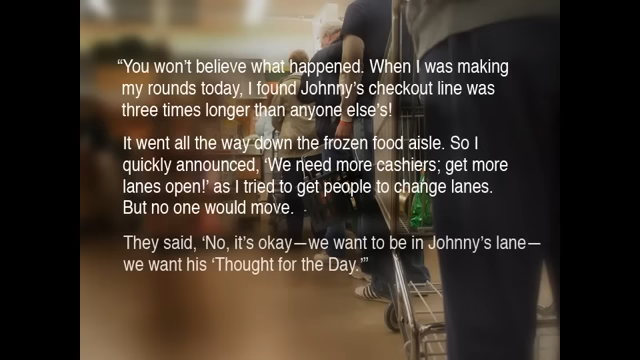 “You won’t believe what happened. When I was making
my rounds today, I found Johnny’s checkout line was
three times longer than anyone else’s!
It went all the way down the frozen food aisle. So I
quickly announced, ‘We need more cashiers; get more
lanes open!’ as I tried to get people to change lanes.
But no one would move.
They said, ‘No, it’s okay—we want to be in Johnny’s lane—
we want his ‘Thought for the Day.’”